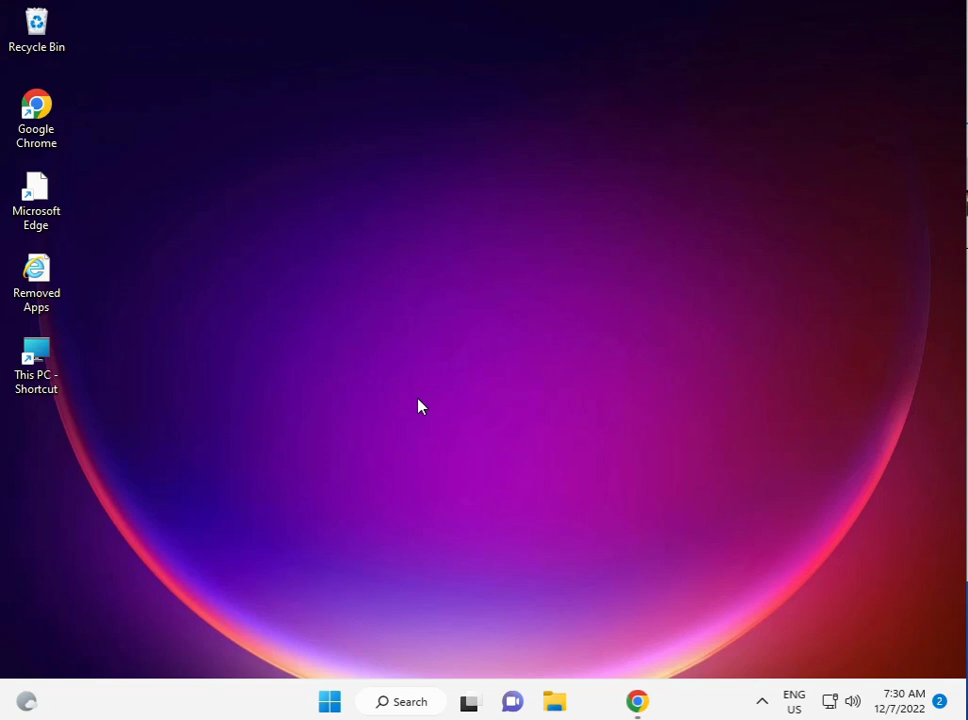 Recycle Bin
Google
Chrome
Microsoft
Edge
Removed
Apps
This PC -
Shortcut
Search
ENG
US
7:30 AM
12/7/2022
2